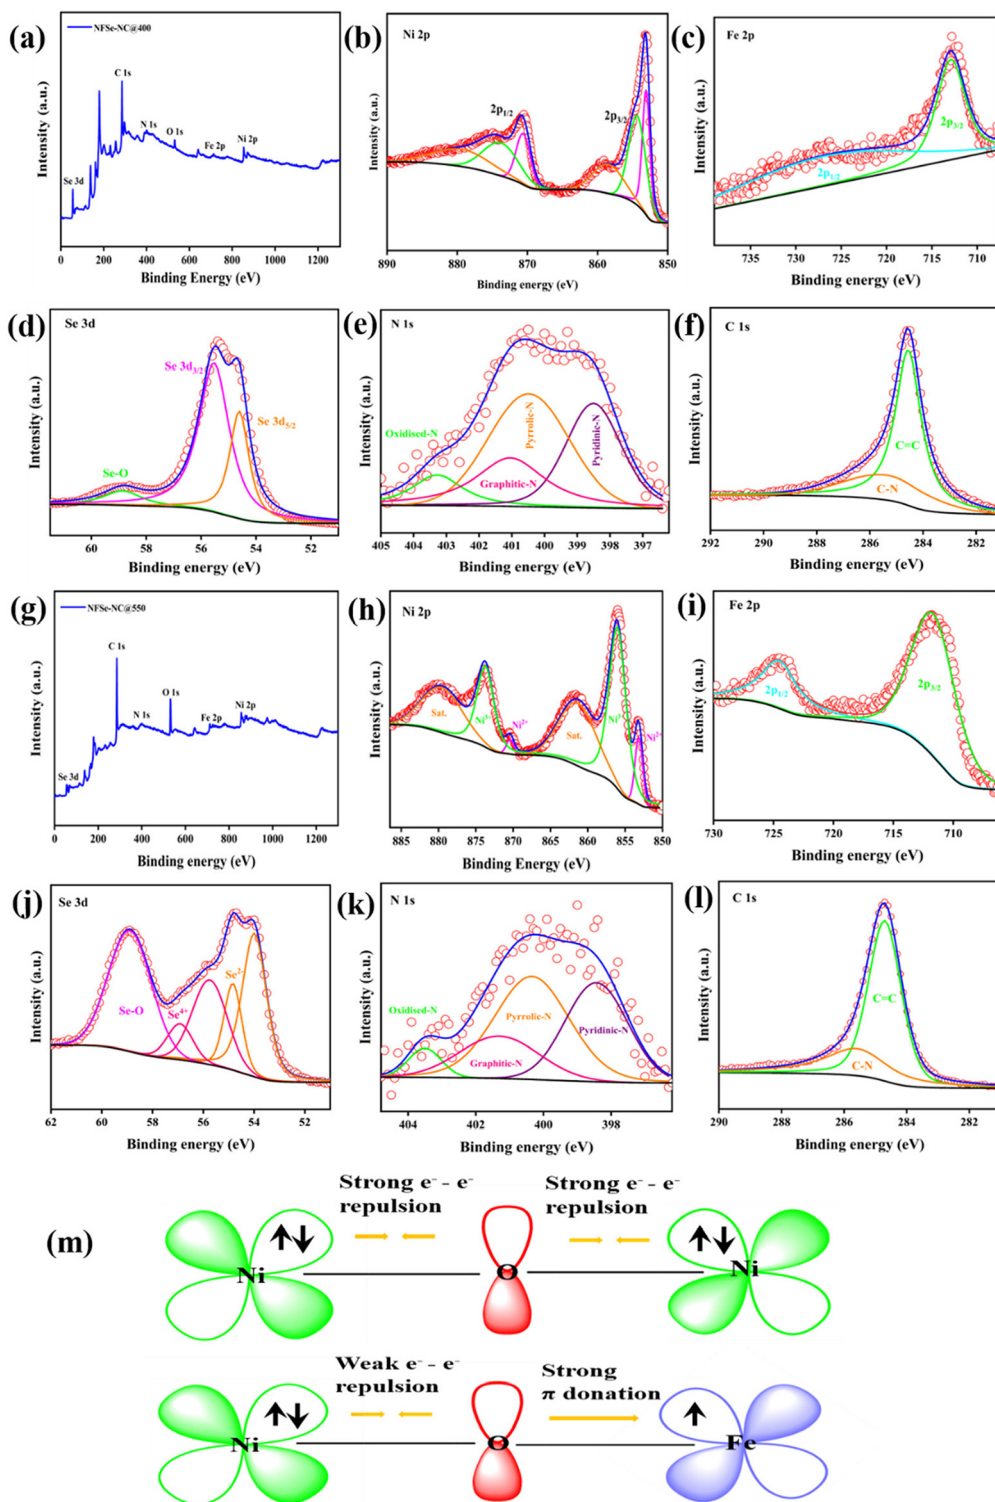 (a)
NFSe-NC@400
C 1s
N 1s
O 1s
Fe 2p
Ni 2p
Se 3d
Intensity (a.u.)
0 200 400 600 800 1000 1200
Binding Energy (eV)
(b)
Ni 2p
2p1/2
2p3/2
Intensity (a.u.)
890 880 870 860 850
Binding energy (eV)
(c)
Fe 2p
2p3/2
2p1/2
Intensity (a.u.)
735 730 725 720 715 710
Binding energy (eV)
(d)
Se 3d
Se 3d3/2
Se 3d5/2
Se-O
Intensity (a.u.)
60 58 56 54 52
Binding energy (eV)
(e)
N 1s
Oxidised-N
Pyrrolic-N
Pyridinic-N
Graphitic-N
Intensity (a.u.)
405 403 401 400 399 397
Binding energy (eV)
(f)
C 1s
C=C
C-N
Intensity (a.u.)
292 290 288 286 284 282
Binding energy (eV)
(g)
NFSe-NC@550
C 1s
N 1s
O 1s
Fe 2p
Ni 2p
Se 3d
Intensity (a.u.)
0 200 400 600 800 1000 1200
Binding energy (eV)
(h)
Ni 2p
Sat.
Ni3+
Ni2+
Sat.
Ni3+
Ni2+
Intensity (a.u.)
885 880 875 870 865 860 855 850
Binding Energy (eV)
(i)
Fe 2p
2p1/2
2p3/2
Intensity (a.u.)
730 725 720 715 710
Binding energy (eV)
(j)
Se 3d
Se-O
Se4+
Se2-
Intensity (a.u.)
62 60 58 56 54 52
Binding energy (eV)
(k)
N 1s
Oxidised-N
Pyrrolic-N
Pyridinic-N
Graphitic-N
Intensity (a.u.)
404 402 400 398
Binding energy (eV)
(l)
C 1s
C=C
C-N
Intensity (a.u.)
290 288 286 284 282
Binding energy (eV)
(m)
Strong e- - e-
repulsion
Strong e- - e-
repulsion
Ni
O
Ni
Weak e- - e-
repulsion
Strong
π donation
Ni
O
Fe